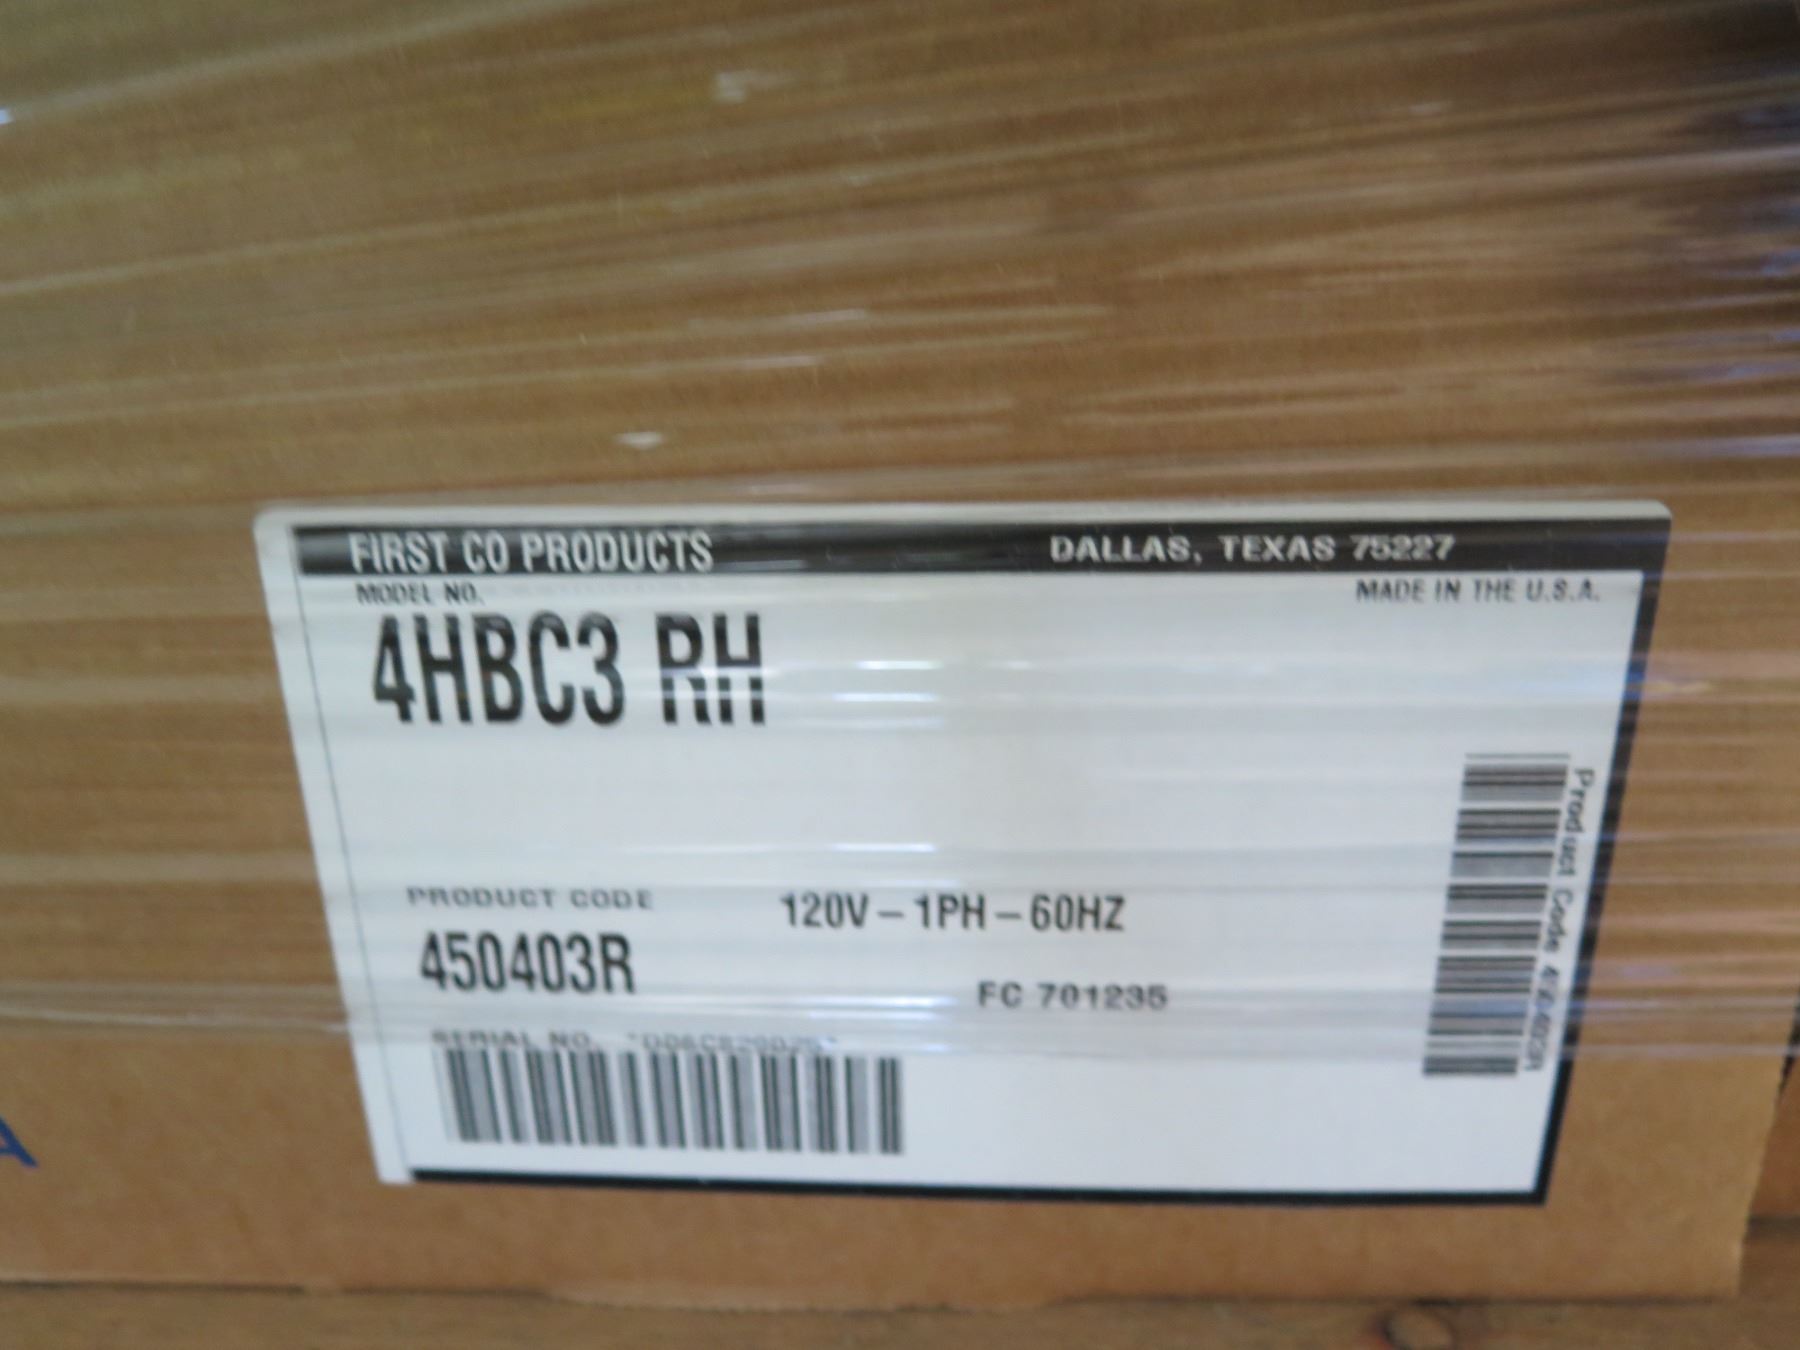 FIRST CO PRODUCTS DALLAS, TEXAS 75227
MODEL NO. MADE IN THE U.S.A.
4HBC3 RH
PRODUCT CODE 120V – 1PH – 60HZ
450403R
FC 701235
SERIAL NO.
Product Code
A